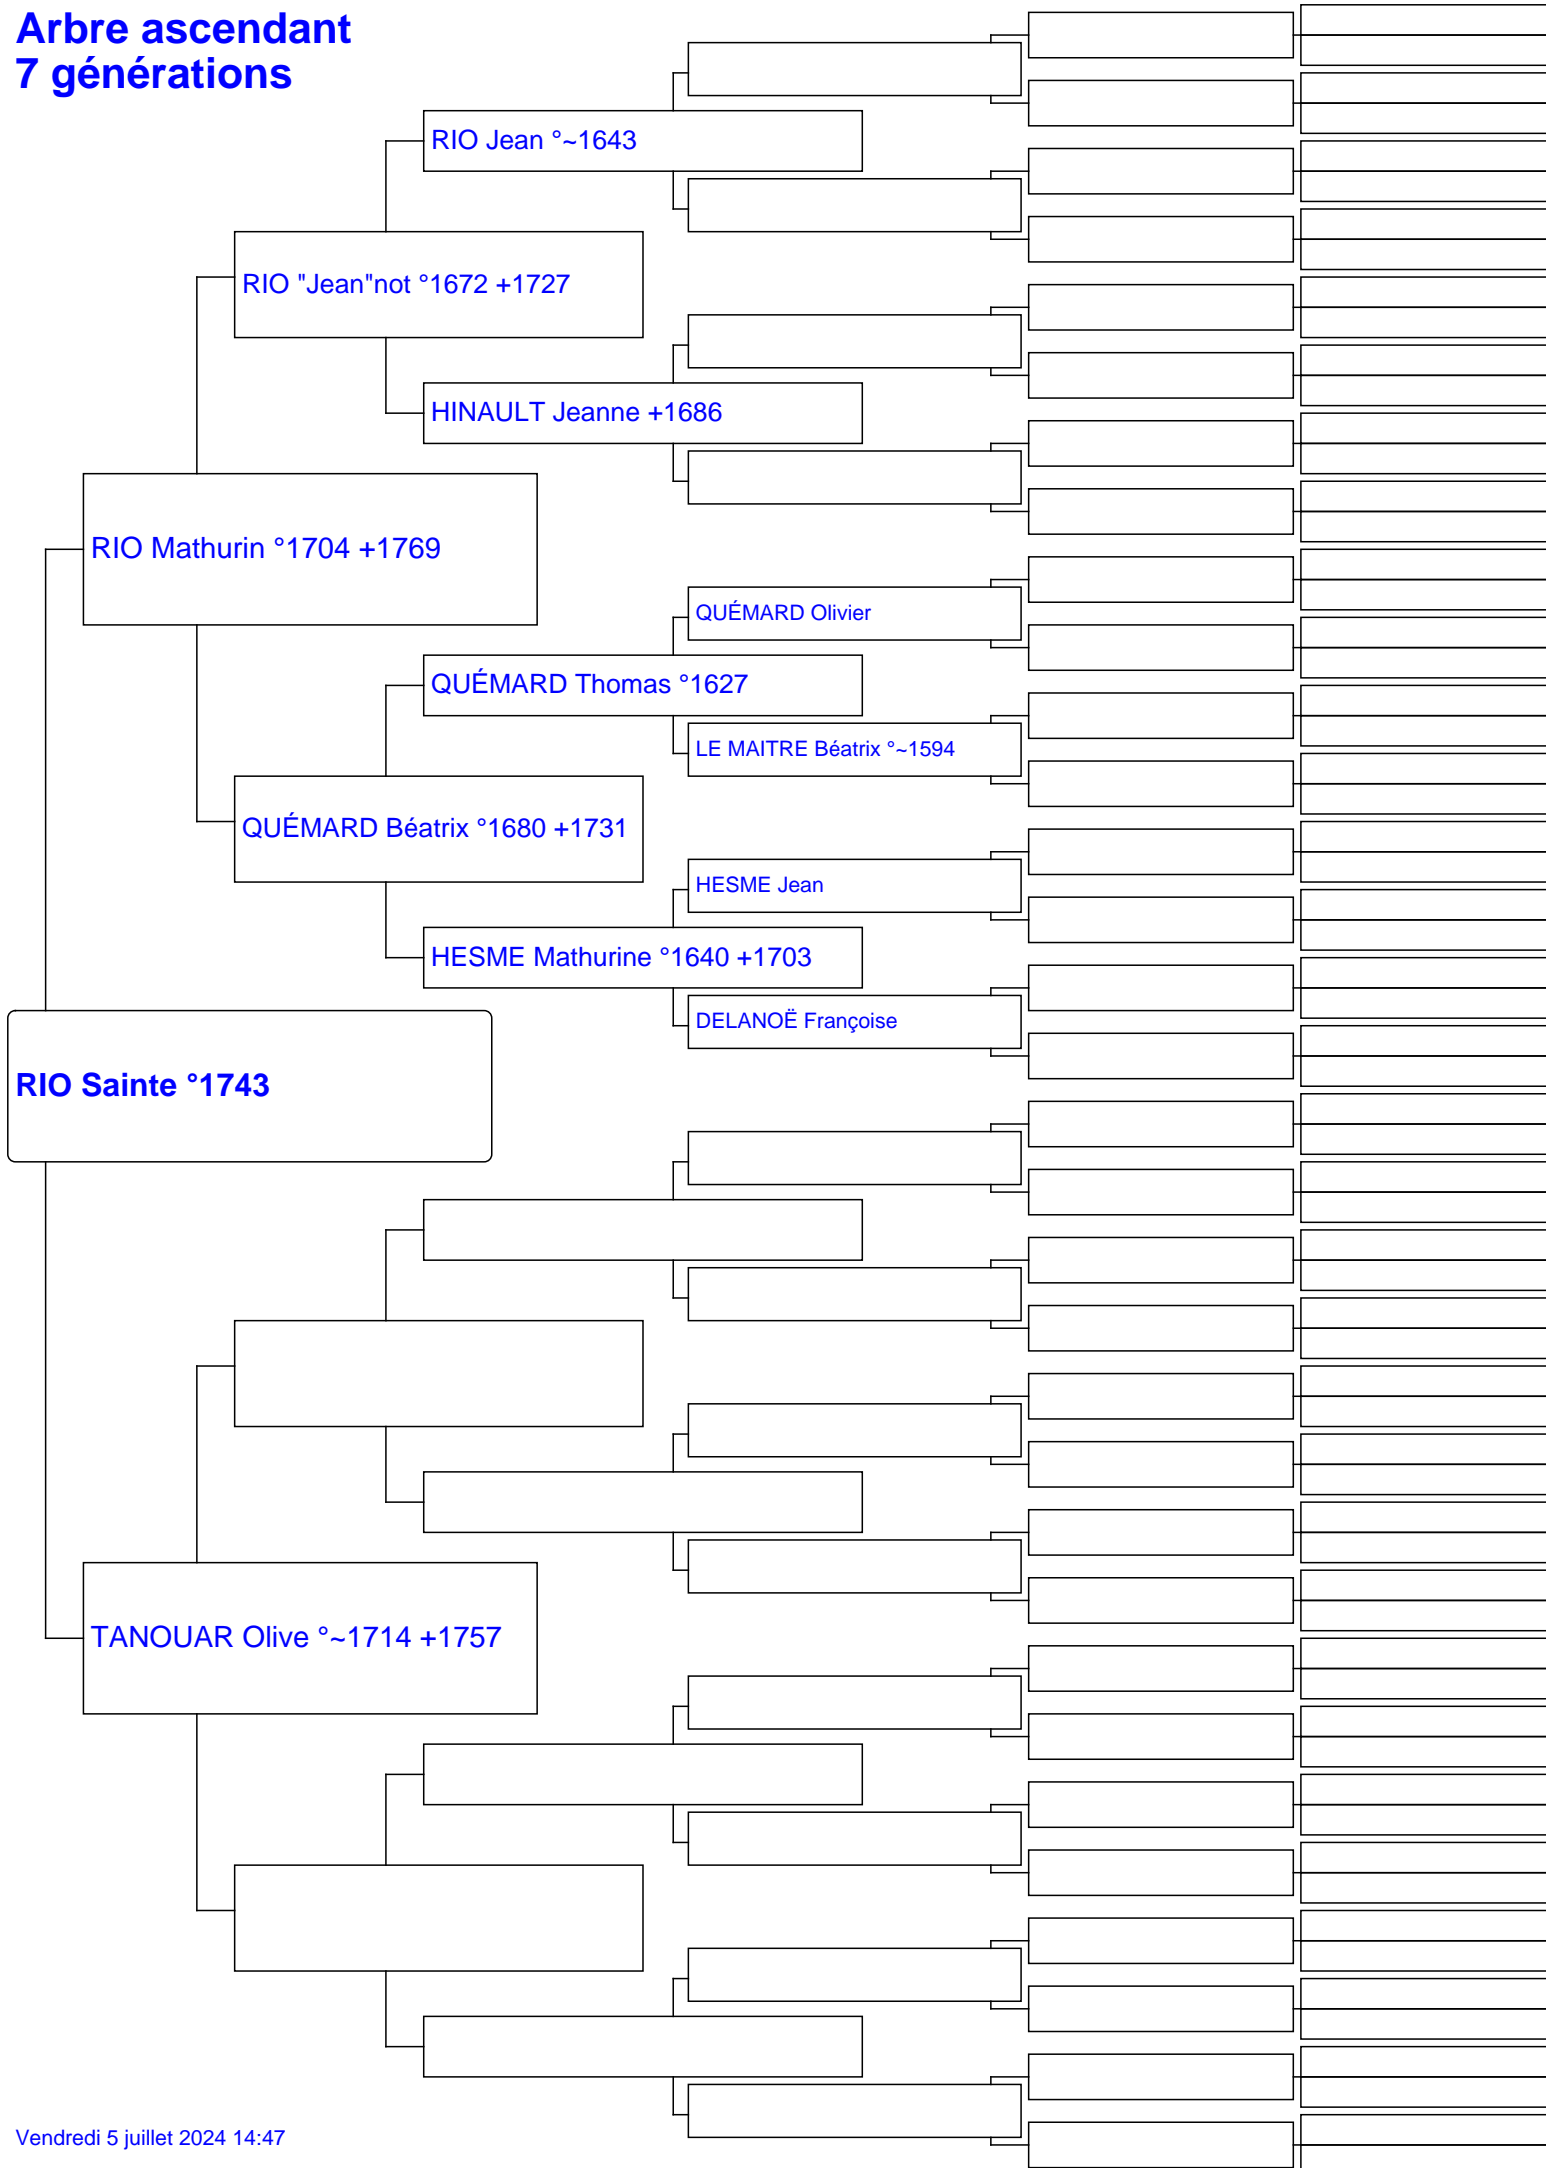 Arbre ascendant
7 générations
RIO Jean °~1643
RIO "Jean"not °1672 +1727
HINAULT Jeanne +1686
RIO Mathurin °1704 +1769
QUÉMARD Olivier
QUÉMARD Thomas °1627
LE MAITRE Béatrix °~1594
QUÉMARD Béatrix °1680 +1731
HESME Jean
HESME Mathurine °1640 +1703
DELANOË Françoise
RIO Sainte °1743
TANOUAR Olive °~1714 +1757
Vendredi 5 juillet 2024 14:47